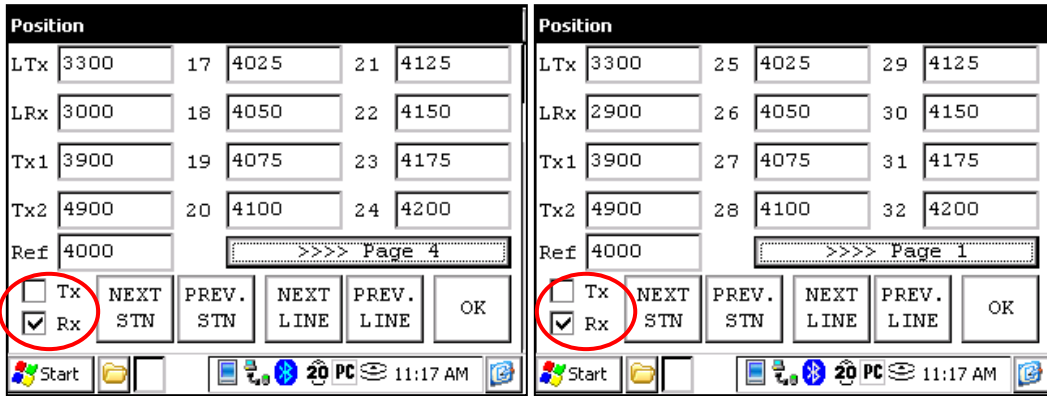 Position
LTx 3300 17 4025 21 4125
LRx 3000 18 4050 22 4150
Tx1 3900 19 4075 23 4175
Tx2 4900 20 4100 24 4200
Ref 4000 >>>> Page 4
Tx
Rx
NEXT STN
PREV. STN
NEXT LINE
PREV. LINE
OK
Start 20 PC 11:17 AM
Position
LTx 3300 25 4025 29 4125
LRx 2900 26 4050 30 4150
Tx1 3900 27 4075 31 4175
Tx2 4900 28 4100 32 4200
Ref 4000 >>>> Page 1
Tx
Rx
NEXT STN
PREV. STN
NEXT LINE
PREV. LINE
OK
Start 20 PC 11:17 AM